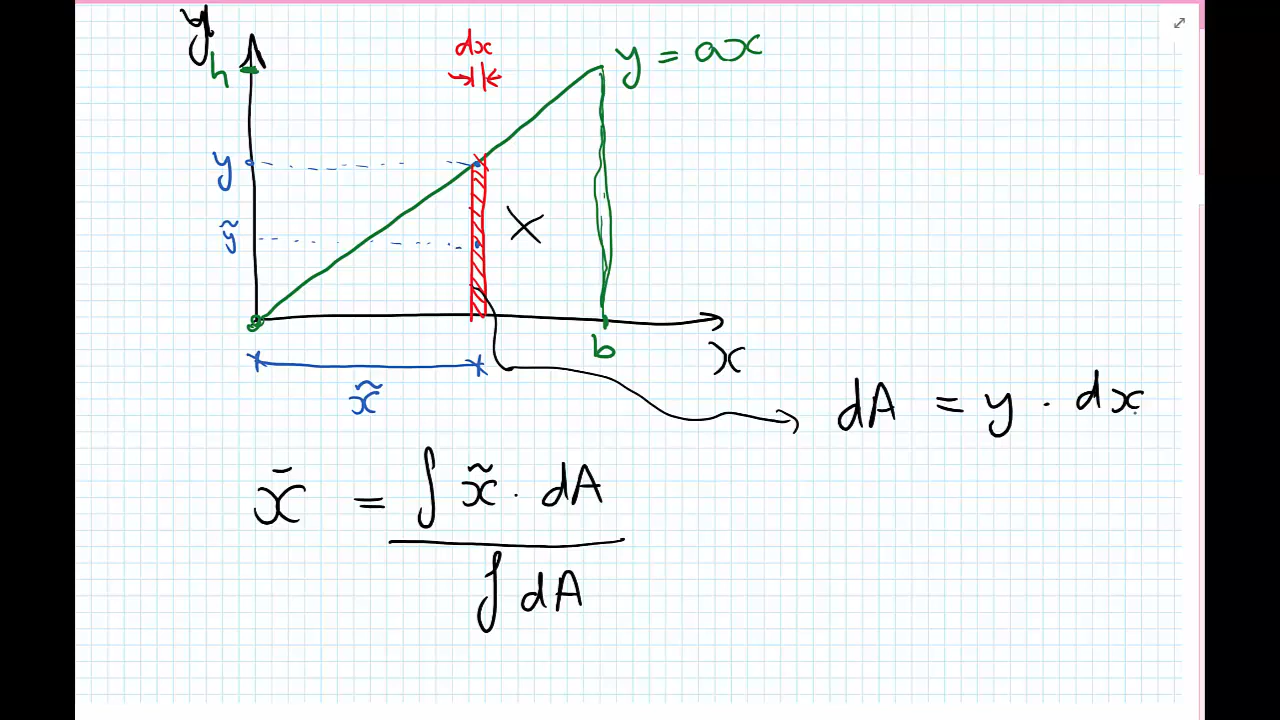 y
h
dx
y = ax
y
ỹ
b
x
x̃
dA = y · dx
x̄ = ∫ x̃ · dA
∫ dA